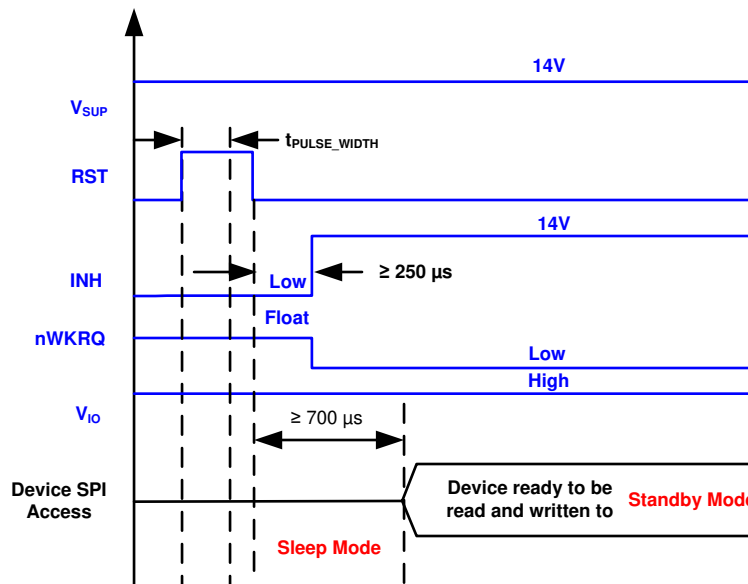 14V
VSUP
tPULSE_WIDTH
RST
14V
≥ 250 µs
Low
INH
Float
nWKRQ
Low
High
VIO
≥ 700 µs
Device SPI
Access
Device ready to be
read and written to
Standby Mode
Sleep Mode